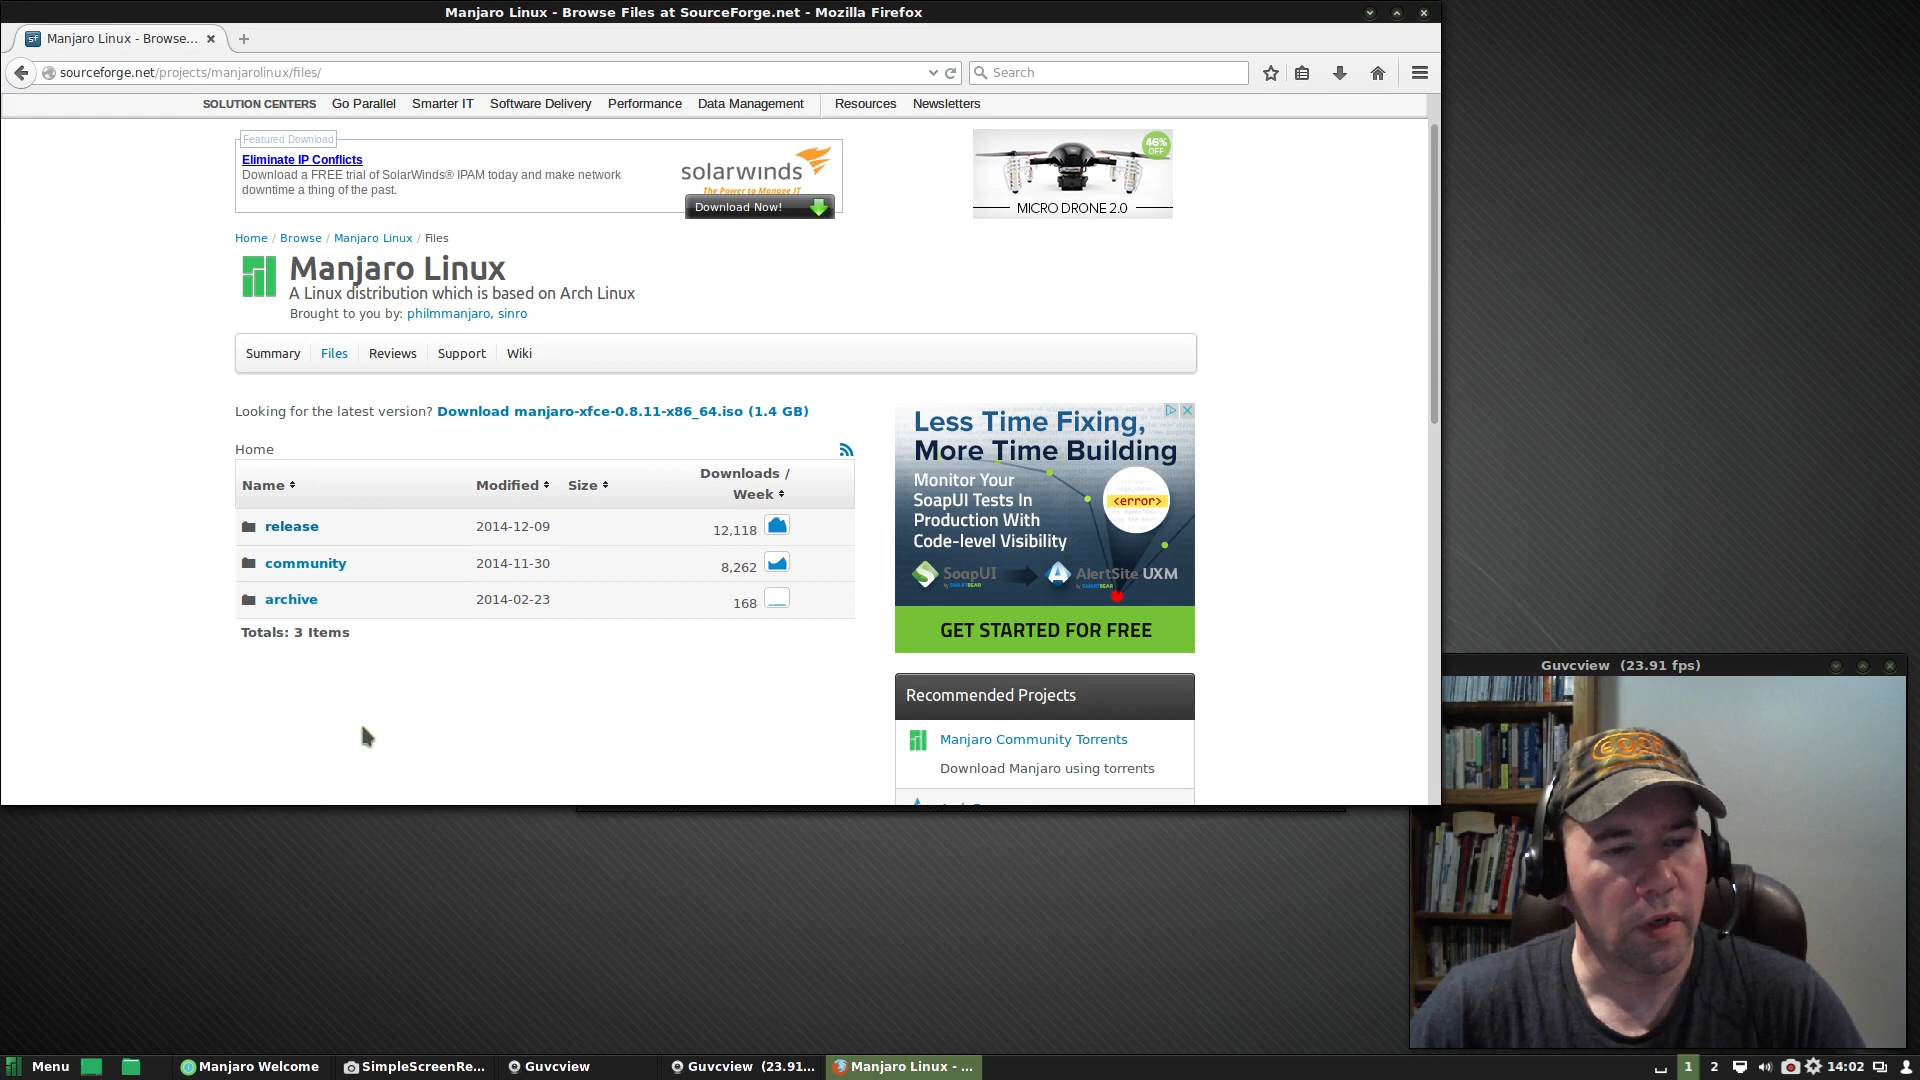 Manjaro Linux - Browse Files at SourceForge.net - Mozilla Firefox
Manjaro Linux - Browse...
sourceforge.net/projects/manjarolinux/files/
Search
SOLUTION CENTERS Go Parallel Smarter IT Software Delivery Performance Data Management Resources Newsletters
Featured Download
Eliminate IP Conflicts
Download a FREE trial of SolarWinds® IPAM today and make network
downtime a thing of the past.
solarwinds
The Power to Manage IT
Download Now!
46%
OFF
MICRO DRONE 2.0
Home / Browse / Manjaro Linux / Files
Manjaro Linux
A Linux distribution which is based on Arch Linux
Brought to you by: philmmanjaro, sinro
Summary Files Reviews Support Wiki
Looking for the latest version? Download manjaro-xfce-0.8.11-x86_64.iso (1.4 GB)
Home
Name Modified Size Downloads / Week
release 2014-12-09 12,118
community 2014-11-30 8,262
archive 2014-02-23 168
Totals: 3 Items
Less Time Fixing,
More Time Building
Monitor Your
SoapUI Tests In
Production With
Code-level Visibility
<error>
SoapUI
by SMARTBEAR
AlertSite UXM
by SMARTBEAR
GET STARTED FOR FREE
Recommended Projects
Manjaro Community Torrents
Download Manjaro using torrents
Guvcview (23.91 fps)
Menu
Manjaro Welcome
SimpleScreenRe...
Guvcview
Guvcview (23.91...
Manjaro Linux - ...
1 2 14:02